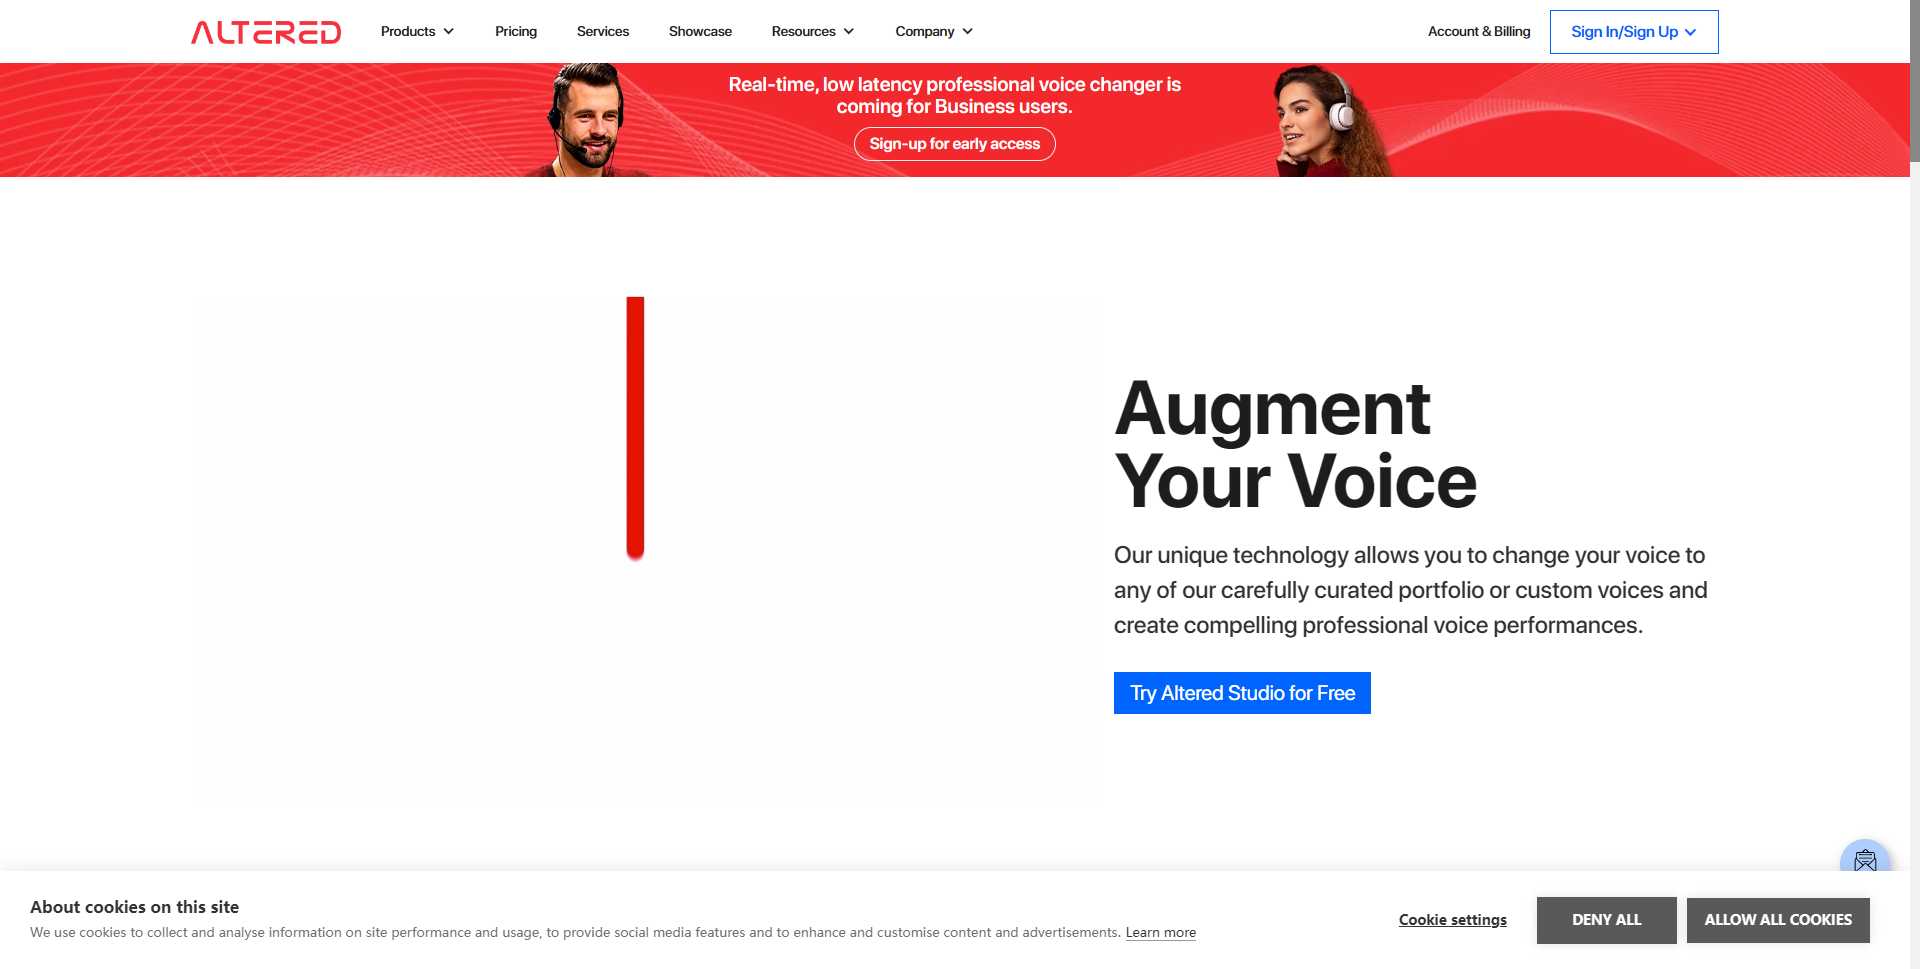 ALTERED
Products
Pricing
Services
Showcase
Resources
Company
Account & Billing
Sign In/Sign Up
Real-time, low latency professional voice changer is
coming for Business users.
Sign-up for early access
Augment
Your Voice
Our unique technology allows you to change your voice to
any of our carefully curated portfolio or custom voices and
create compelling professional voice performances.
Try Altered Studio for Free
About cookies on this site
We use cookies to collect and analyse information on site performance and usage, to provide social media features and to enhance and customise content and advertisements. Learn more
Cookie settings
DENY ALL
ALLOW ALL COOKIES